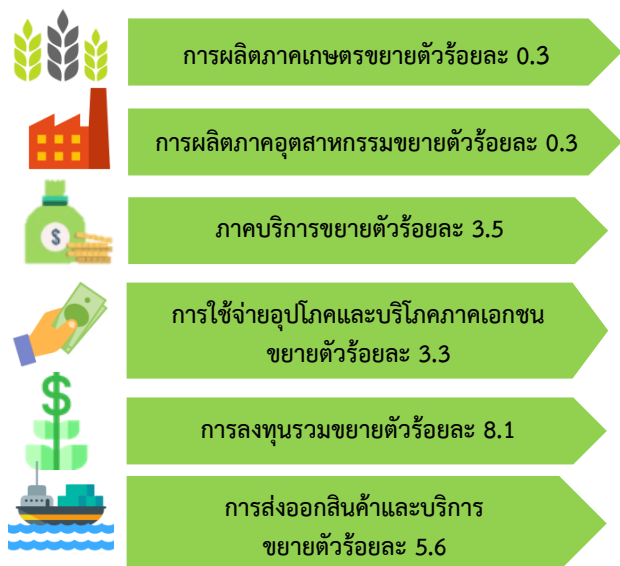 การผลิตภาคเกษตรขยายตัวร้อยละ 0.3
การผลิตภาคอุตสาหกรรมขยายตัวร้อยละ 0.3
$
ภาคบริการขยายตัวร้อยละ 3.5
การใช้จ่ายอุปโภคและบริโภคภาคเอกชน
ขยายตัวร้อยละ 3.3
$
การลงทุนรวมขยายตัวร้อยละ 8.1
การส่งออกสินค้าและบริการ
ขยายตัวร้อยละ 5.6